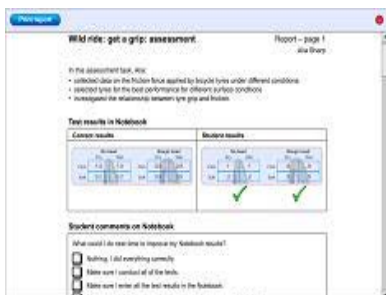 Print report
Wild ride: get a grip: assessment
Report – page 1
Alia Sharp
In this assessment task, Alia:
• collected data on the friction force applied by bicycle tyres under different conditions
• selected tyres for the best performance for different surface conditions
• investigated the relationship between tyre grip and friction.
Test results in Notebook
Correct results
Student results
Student comments on Notebook
What could I do next time to improve my Notebook results?
Nothing, I did everything correctly.
Make sure I conduct all of the tests.
Make sure I enter all the test results in the Notebook.